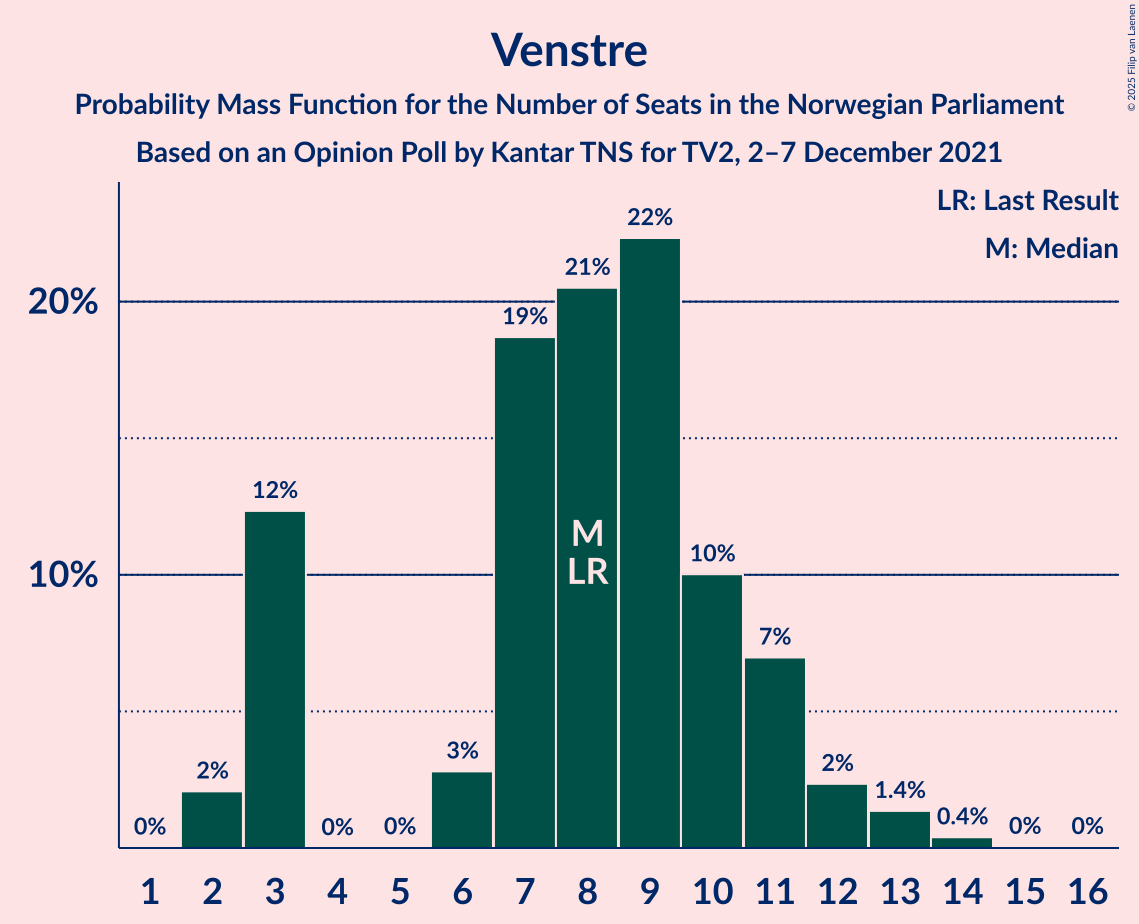 Venstre
Probability Mass Function for the Number of Seats in the Norwegian Parliament
Based on an Opinion Poll by Kantar TNS for TV2, 2–7 December 2021
© 2025 Filip van Laenen
LR: Last Result
M: Median
20%
10%
0%
2%
12%
0%
0%
3%
19%
21%
22%
10%
7%
2%
1.4%
0.4%
0%
0%
M
LR
1 2 3 4 5 6 7 8 9 10 11 12 13 14 15 16